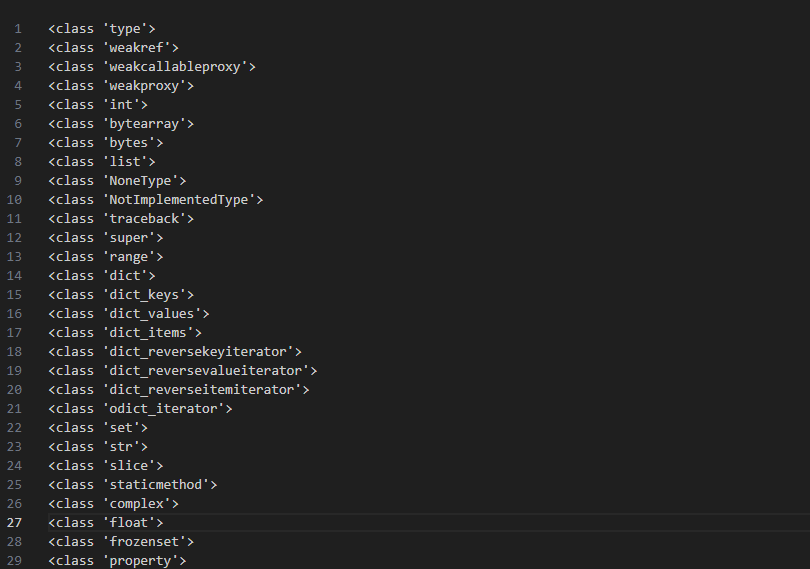 1 <class 'type'>
2 <class 'weakref'>
3 <class 'weakcallableproxy'>
4 <class 'weakproxy'>
5 <class 'int'>
6 <class 'bytearray'>
7 <class 'bytes'>
8 <class 'list'>
9 <class 'NoneType'>
10 <class 'NotImplementedType'>
11 <class 'traceback'>
12 <class 'super'>
13 <class 'range'>
14 <class 'dict'>
15 <class 'dict_keys'>
16 <class 'dict_values'>
17 <class 'dict_items'>
18 <class 'dict_reversekeyiterator'>
19 <class 'dict_reversevalueiterator'>
20 <class 'dict_reverseitemiterator'>
21 <class 'odict_iterator'>
22 <class 'set'>
23 <class 'str'>
24 <class 'slice'>
25 <class 'staticmethod'>
26 <class 'complex'>
27 <class 'float'>
28 <class 'frozenset'>
29 <class 'property'>